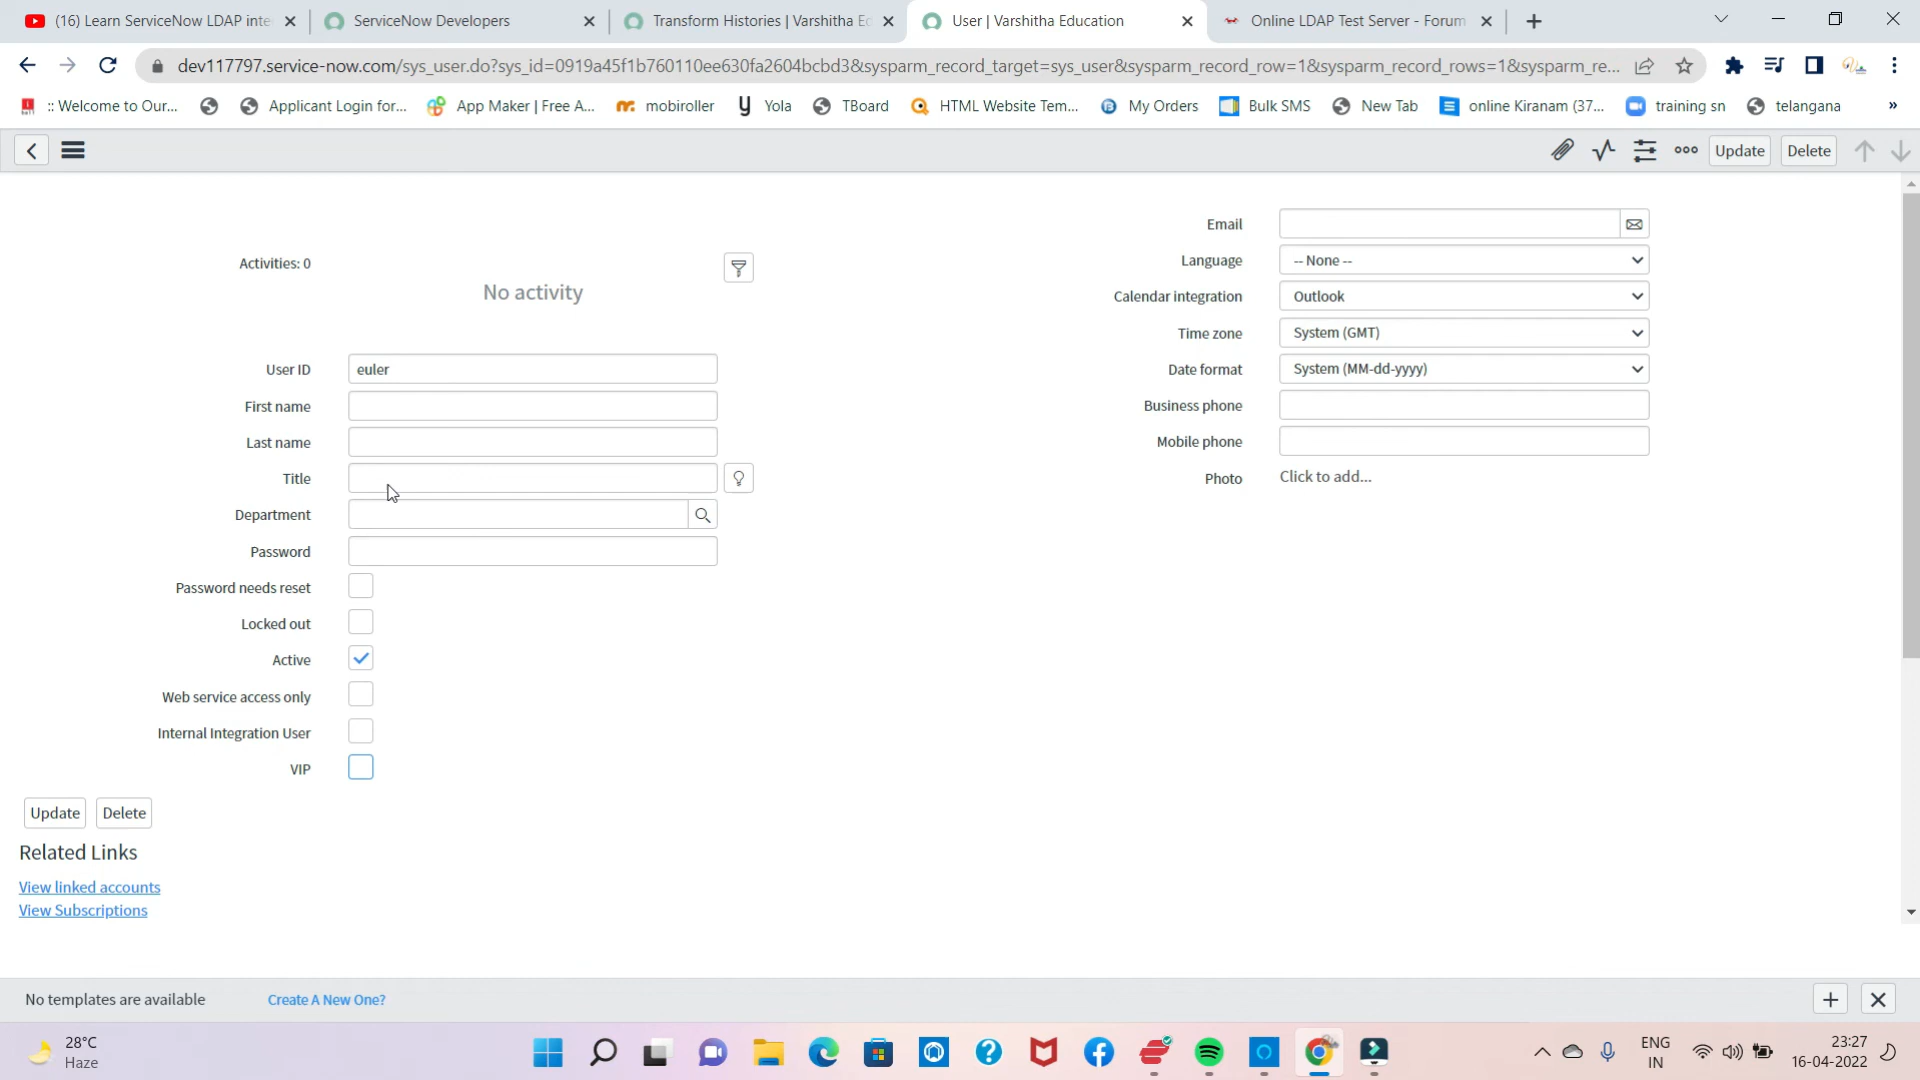 (16) Learn ServiceNow LDAP inte
ServiceNow Developers
Transform Histories | Varshitha Ed
User | Varshitha Education
Online LDAP Test Server - Forum
dev117797.service-now.com/sys_user.do?sys_id=0919a45f1b760110ee630fa2604bcbd3&sysparm_record_target=sys_user&sysparm_record_row=1&sysparm_record_rows=1&sysparm_re...
:: Welcome to Our...
Applicant Login for...
App Maker | Free A...
mobiroller
Yola
TBoard
HTML Website Tem...
My Orders
Bulk SMS
New Tab
online Kiranam (37...
training sn
telangana
»
Update
Delete
Activities: 0
No activity
User ID
euler
First name
Last name
Title
Department
Password
Password needs reset
Locked out
Active
Web service access only
Internal Integration User
VIP
Email
Language
-- None --
Calendar integration
Outlook
Time zone
System (GMT)
Date format
System (MM-dd-yyyy)
Business phone
Mobile phone
Photo
Click to add...
Update
Delete
Related Links
View linked accounts
View Subscriptions
No templates are available
Create A New One?
28°C
Haze
ENG
IN
23:27
16-04-2022